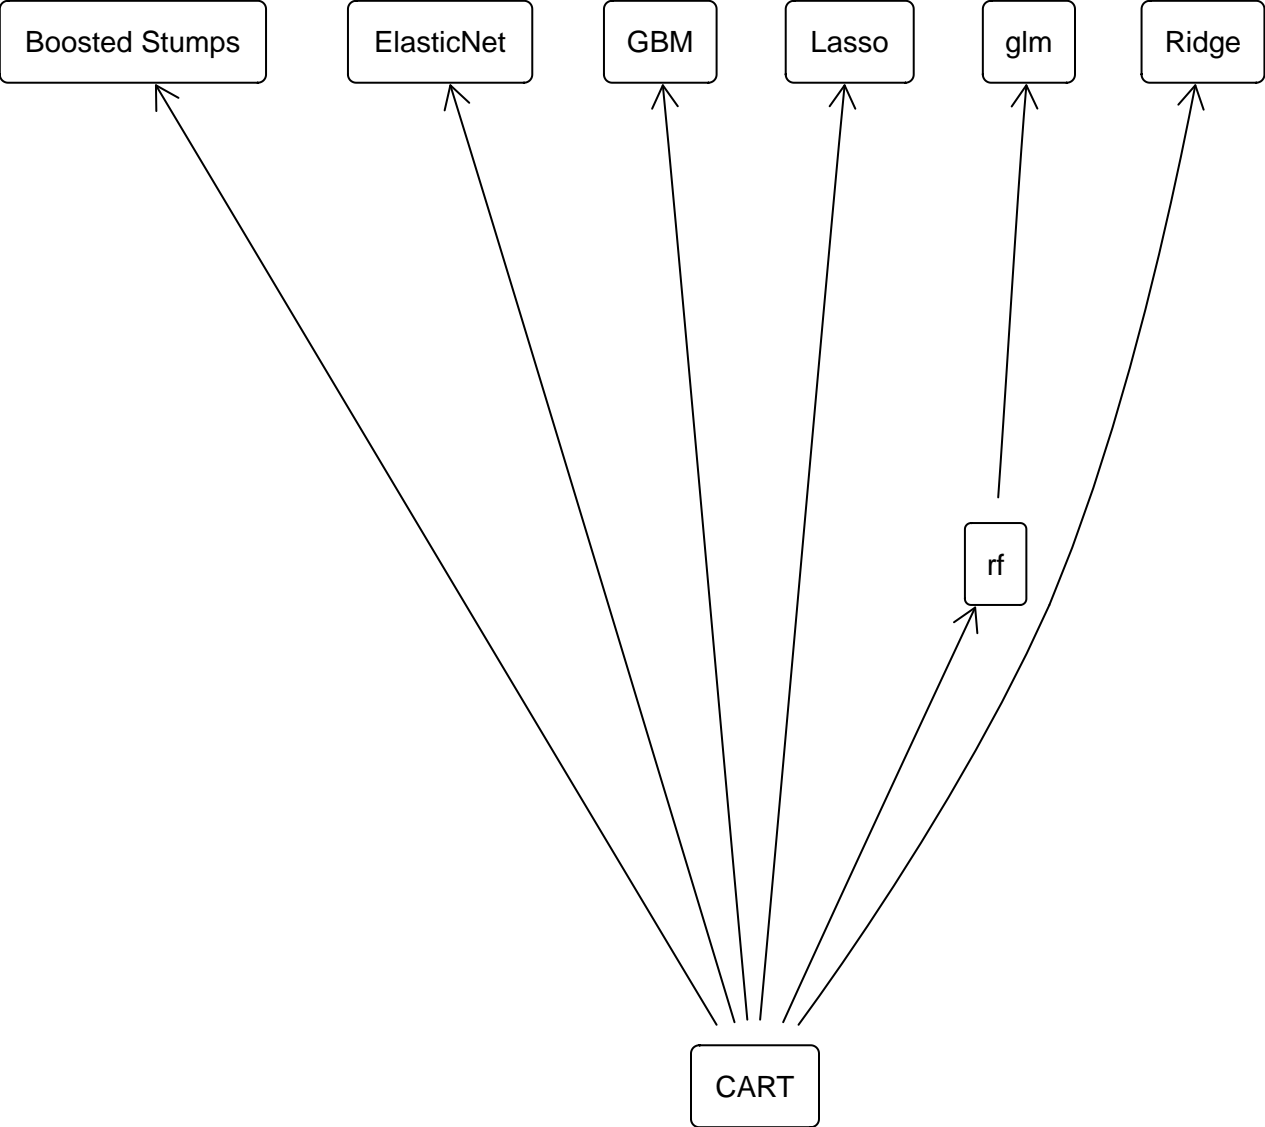 Boosted Stumps
ElasticNet
GBM
Lasso
glm
Ridge
rf
CART